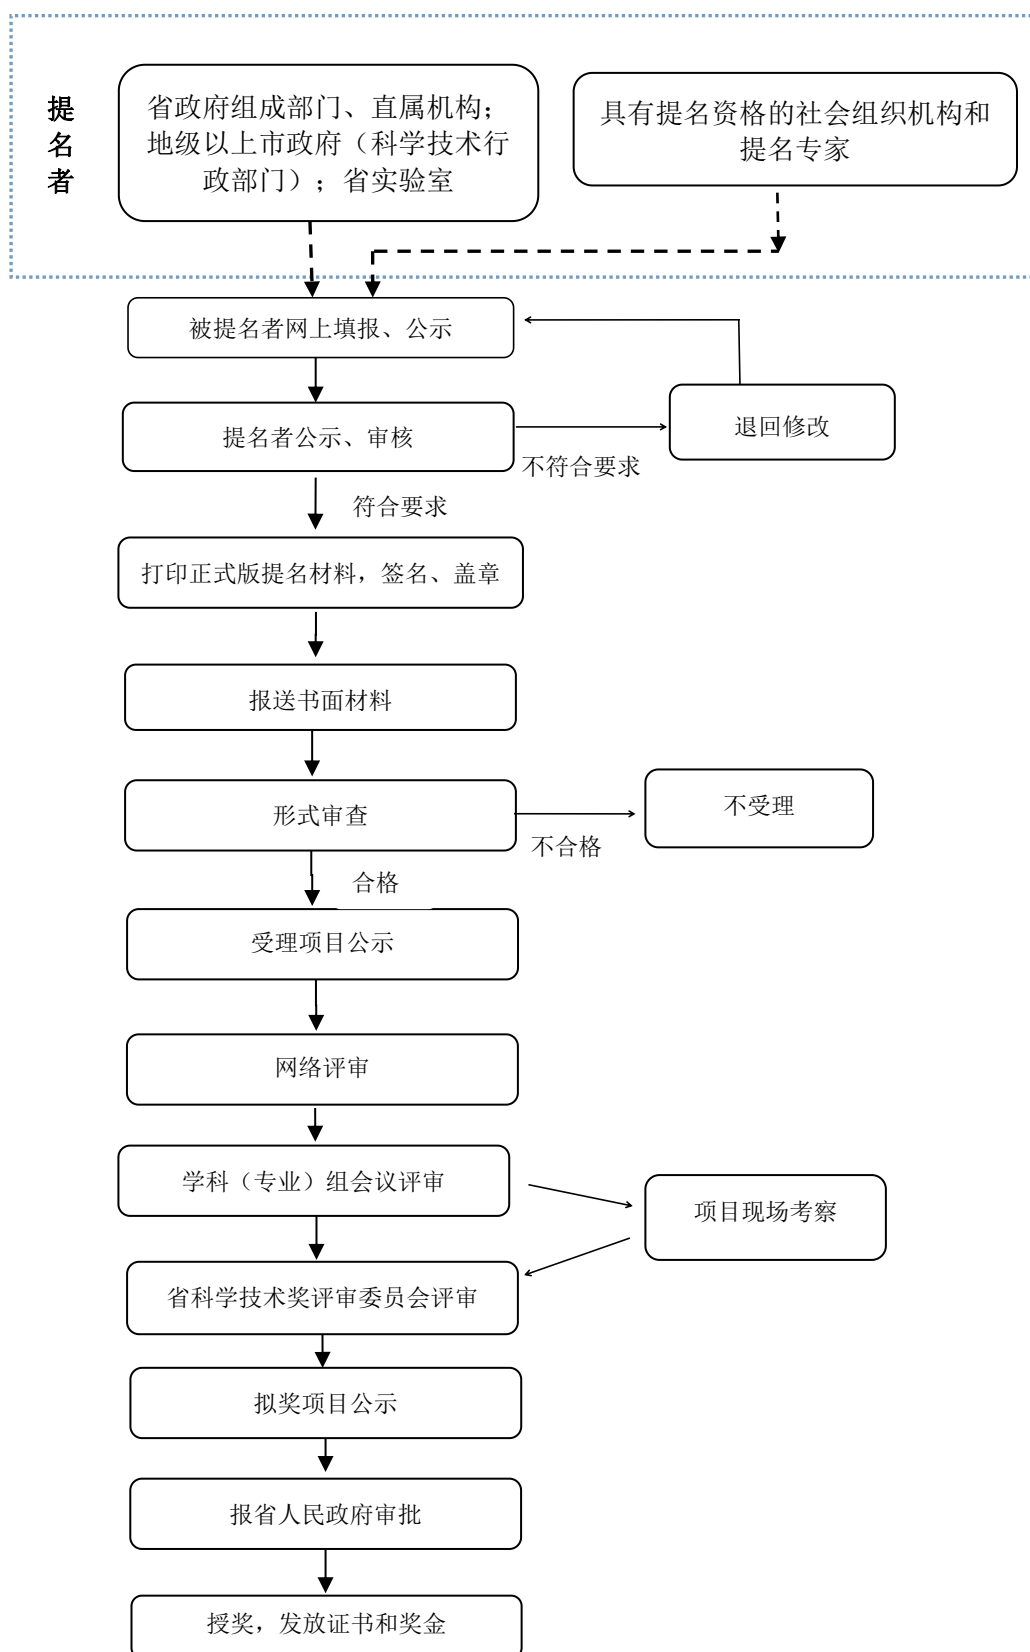 提名者
省政府组成部门、直属机构；
地级以上市政府（科学技术行
政部门）；省实验室
具有提名资格的社会组织机构和
提名专家
被提名者网上填报、公示
提名者公示、审核
退回修改
不符合要求
符合要求
打印正式版提名材料，签名、盖章
报送书面材料
形式审查
不受理
不合格
合格
受理项目公示
网络评审
学科（专业）组会议评审
项目现场考察
省科学技术奖评审委员会评审
拟奖项目公示
报省人民政府审批
授奖，发放证书和奖金